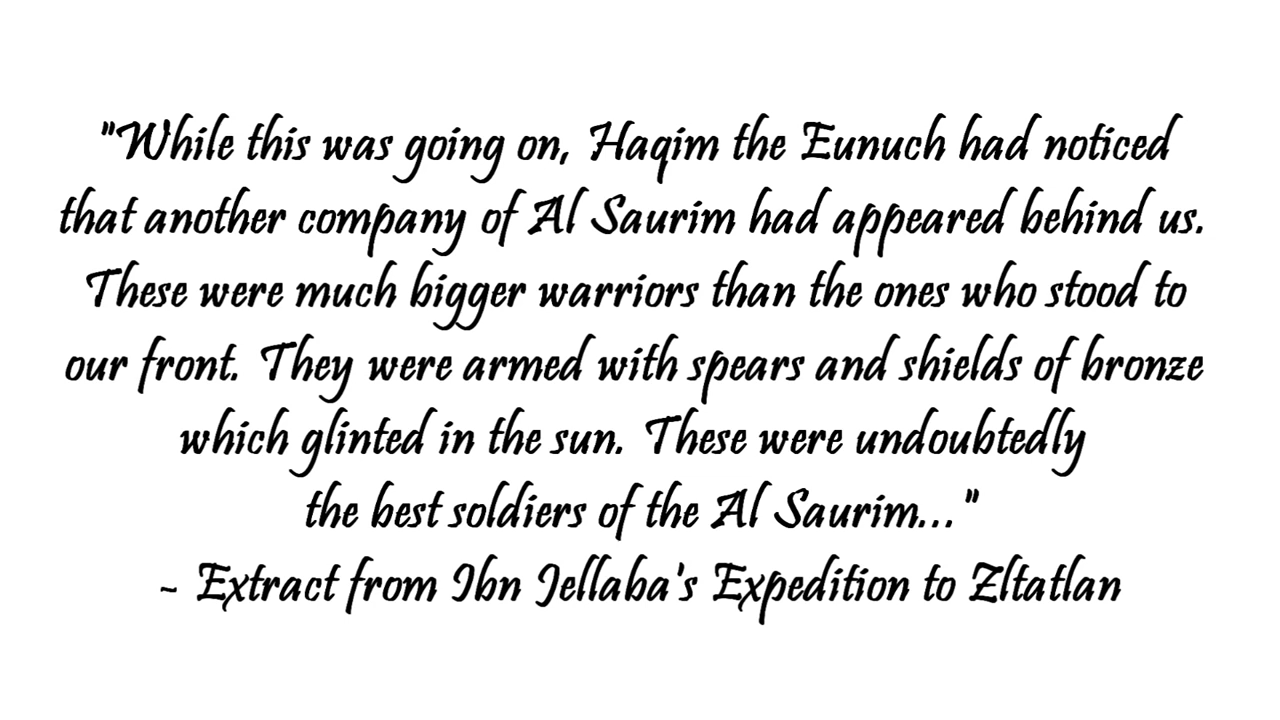 "While this was going on, Haqim the Eunuch had noticed
that another company of Al Saurim had appeared behind us.
These were much bigger warriors than the ones who stood to
our front. They were armed with spears and shields of bronze
which glinted in the sun. These were undoubtedly
the best soldiers of the Al Saurim..."
~ Extract from Ibn Jellaba's Expedition to Zltatlan